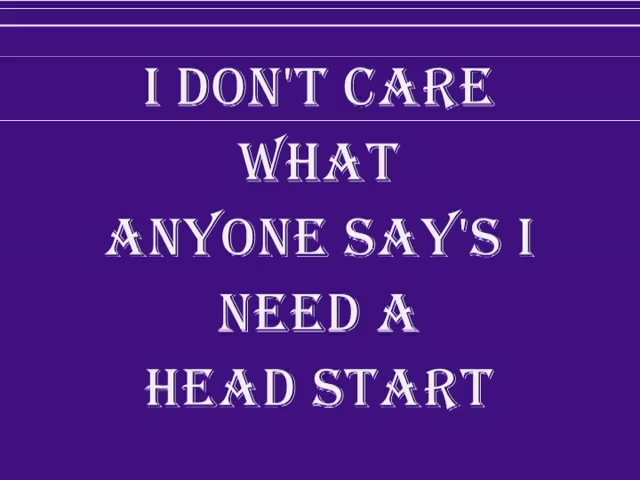 I DON'T CARE
WHAT
ANYONE SAY'S I
NEED A
HEAD START